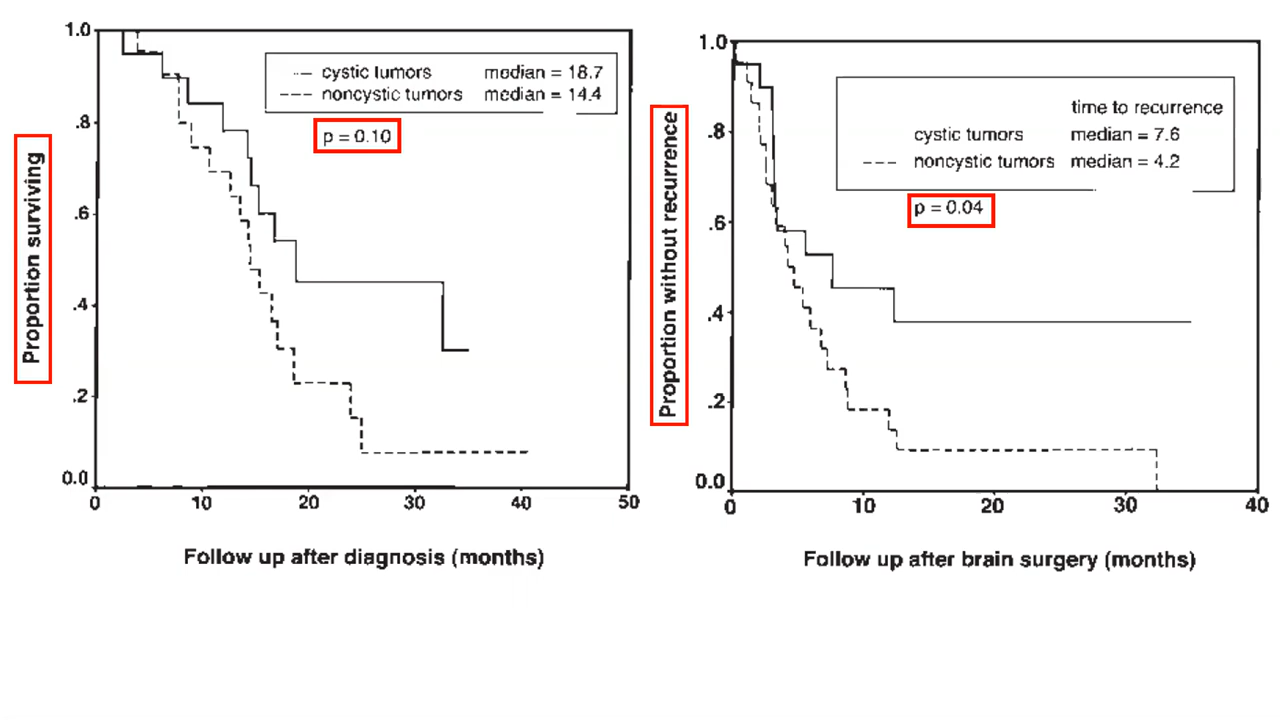 Proportion surviving
1.0
.8
.6
.4
.2
0.0
cystic tumors median = 18.7
noncystic tumors median = 14.4
p = 0.10
0 10 20 30 40 50
Follow up after diagnosis (months)
Proportion without recurrence
1.0
.8
.6
.4
.2
0.0
time to recurrence
cystic tumors median = 7.6
noncystic tumors median = 4.2
p = 0.04
0 10 20 30 40
Follow up after brain surgery (months)